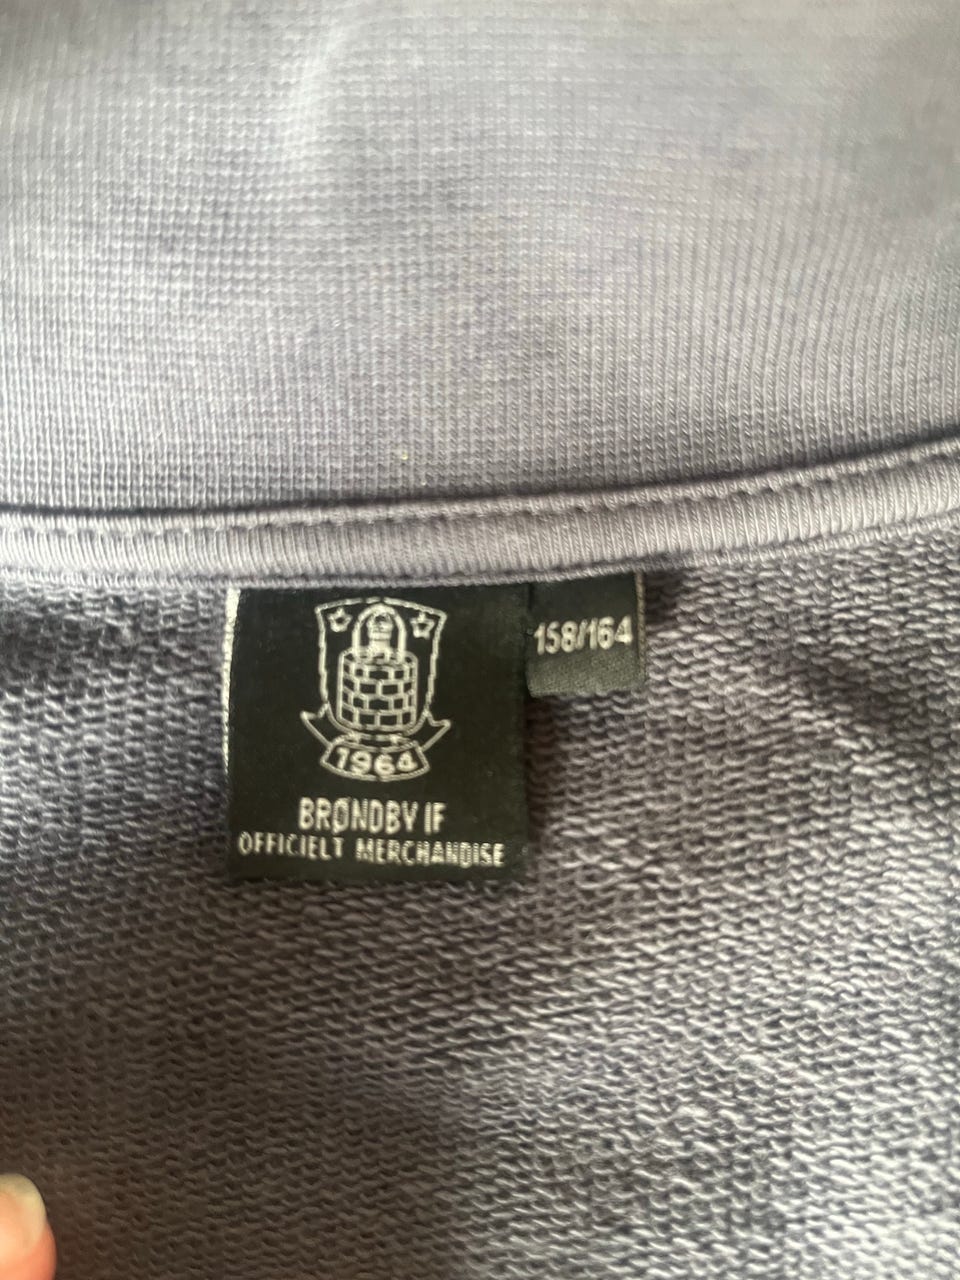 158/164
1964
BRØNDBY IF
OFFICIELT MERCHANDISE